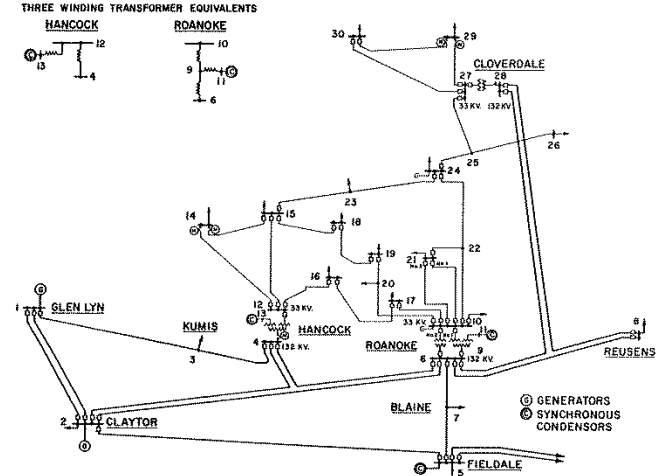 THREE WINDING TRANSFORMER EQUIVALENTS
HANCOCK ROANOKE
12
C
13
4
10
9
C
11
6
30
29
CLOVERDALE
27
28
33 KV.
132 KV.
26
25
24
C
23
14
15
18
19
22
21
20
16
17
12
33 KV.
13
C
HANCOCK
4
132 KV.
33 KV.
10
C
11
C
ROANOKE
9
6
132 KV.
G
1
GLEN LYN
KUMIS
3
8
REUSENS
BLAINE
7
2
CLAYTOR
G
C
5
FIELDALE
G GENERATORS
C SYNCHRONOUS
CONDENSORS